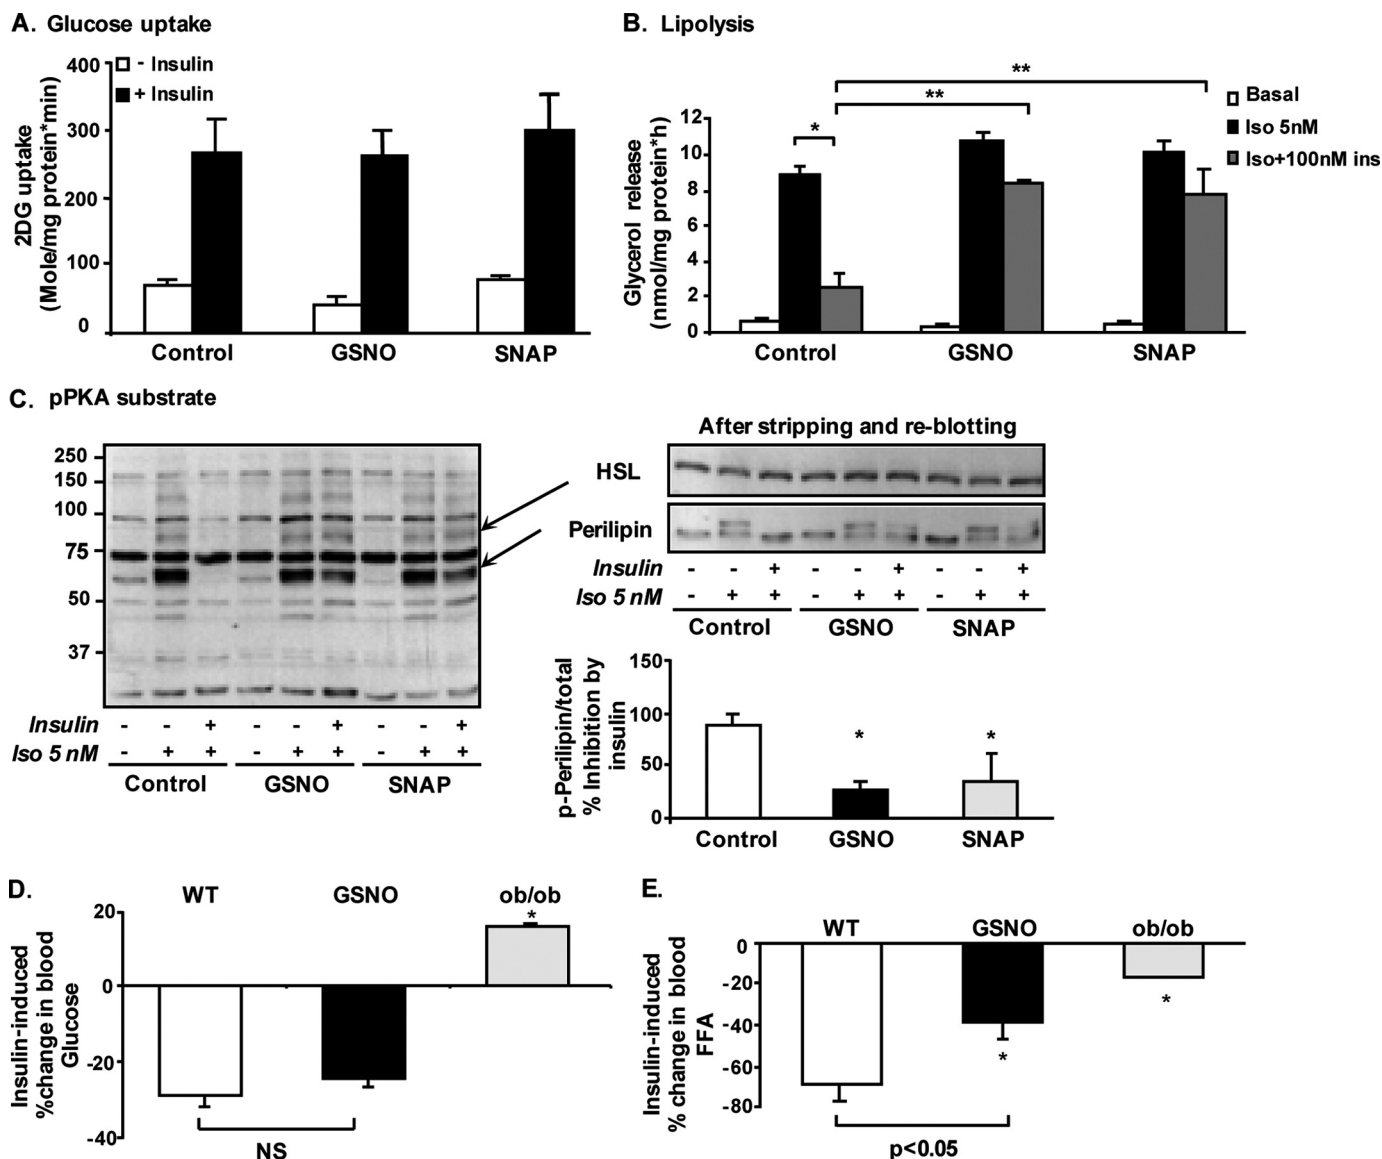 A. Glucose uptake
400
300
200
100
0
2DG uptake
(Mole/mg protein*min)
- Insulin
+ Insulin
Control GSNO SNAP
B. Lipolysis
**
**
*
Basal
Iso 5nM
Iso+100nM ins
12
10
8
6
4
2
0
Glycerol release
(nmol/mg protein*h)
Control GSNO SNAP
C. pPKA substrate
250
150
100
75
50
37
Insulin - - + - - + - - +
Iso 5 nM - + + - + + - + +
Control GSNO SNAP
After stripping and re-blotting
HSL
Perilipin
Insulin - - + - - + - - +
Iso 5 nM - + + - + + - + +
Control GSNO SNAP
p-Perilipin/total
% Inhibition by
insulin
150
100
50
0
* *
Control GSNO SNAP
D.
WT GSNO ob/ob
*
20
0
-20
-40
Insulin-induced
%change in blood
Glucose
NS
E.
WT GSNO ob/ob
0
-20
-40
-60
-80
Insulin-induced
% change in blood
FFA
*
*
p<0.05